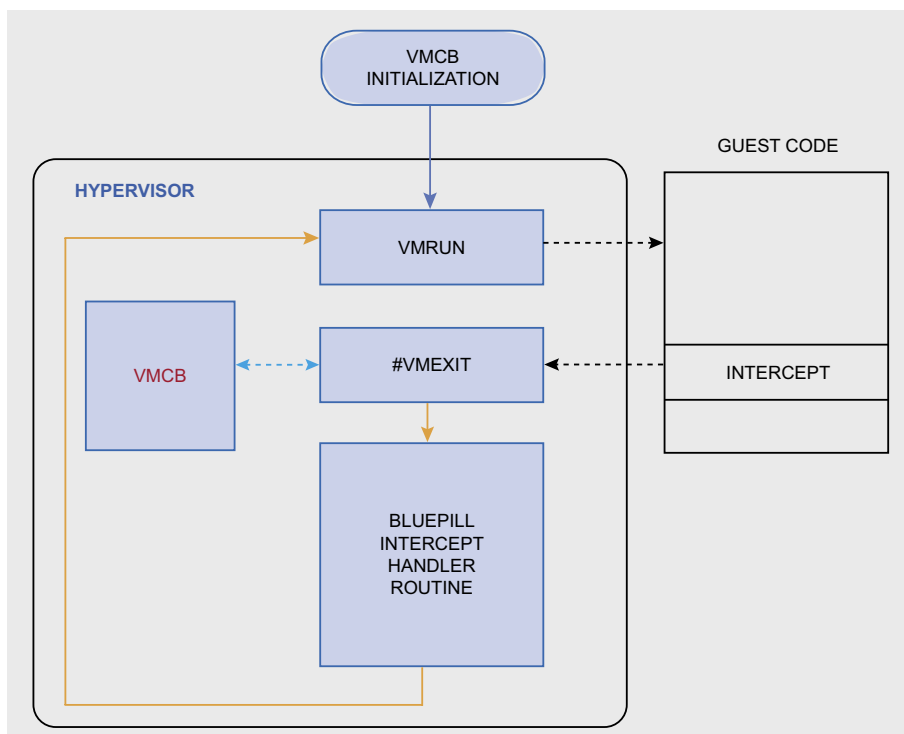 VMCB
INITIALIZATION
GUEST CODE
HYPERVISOR
VMRUN
VMCB
#VMEXIT
INTERCEPT
BLUEPILL
INTERCEPT
HANDLER
ROUTINE